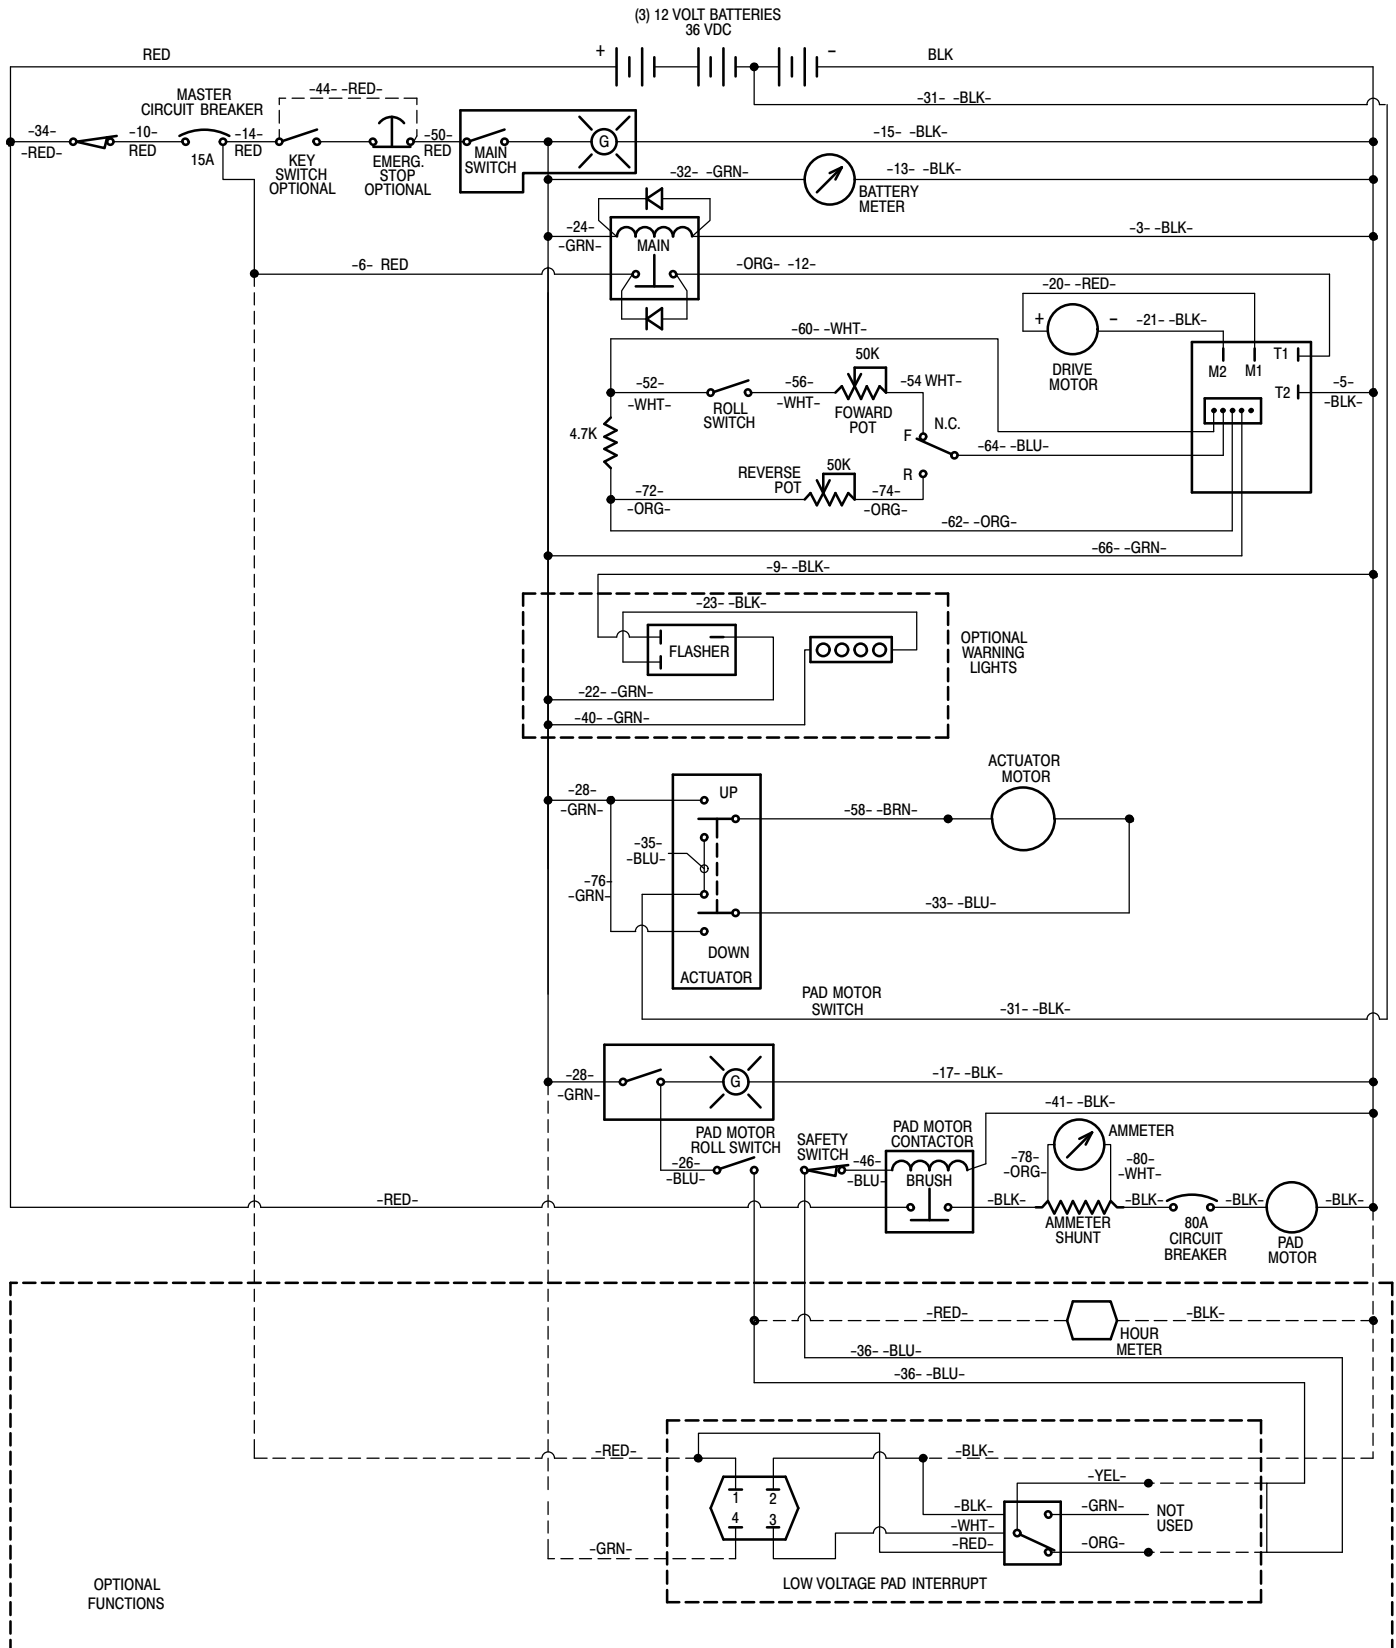 (3) 12 VOLT BATTERIES
36 VDC
RED
+
–
BLK
-44- -RED-
-31- -BLK-
MASTER
CIRCUIT BREAKER
-34-
-RED-
-10-
RED
15A
-14-
RED
KEY
SWITCH
OPTIONAL
EMERG.
STOP
OPTIONAL
-50-
RED
MAIN
SWITCH
G
-15- -BLK-
-32- -GRN-
BATTERY
METER
-13- -BLK-
-24-
-GRN-
MAIN
-3- -BLK-
-6- RED
-ORG- -12-
-20- -RED-
+
–
-21- -BLK-
DRIVE
MOTOR
M2
M1
T1
T2
-5-
-BLK-
-60- -WHT-
-52-
-WHT-
ROLL
SWITCH
-56-
-WHT-
50K
FOWARD
POT
-54 WHT-
N.C.
F
R
-64- -BLU-
4.7K
REVERSE
POT
50K
-72-
-ORG-
-74-
-ORG-
-62- -ORG-
-66- -GRN-
-9- -BLK-
-23- -BLK-
FLASHER
OPTIONAL
WARNING
LIGHTS
-22- -GRN-
-40- -GRN-
-28-
-GRN-
UP
-35-
-BLU-
-76-
-GRN-
DOWN
ACTUATOR
-58- -BRN-
ACTUATOR
MOTOR
-33- -BLU-
PAD MOTOR
SWITCH
-31- -BLK-
-28-
-GRN-
G
-17- -BLK-
-41- -BLK-
PAD MOTOR
ROLL SWITCH
-26-
-BLU-
SAFETY
SWITCH
-46-
-BLU-
PAD MOTOR
CONTACTOR
BRUSH
AMMETER
-78-
-ORG-
-80-
-WHT-
-RED-
-BLK-
AMMETER
SHUNT
-BLK-
80A
CIRCUIT
BREAKER
-BLK-
PAD
MOTOR
-BLK-
-RED-
HOUR
METER
-BLK-
-36- -BLU-
-36- -BLU-
-RED-
-BLK-
1
2
4
3
-YEL-
-BLK-
-WHT-
-RED-
-GRN-
NOT
USED
-ORG-
-GRN-
LOW VOLTAGE PAD INTERRUPT
OPTIONAL
FUNCTIONS